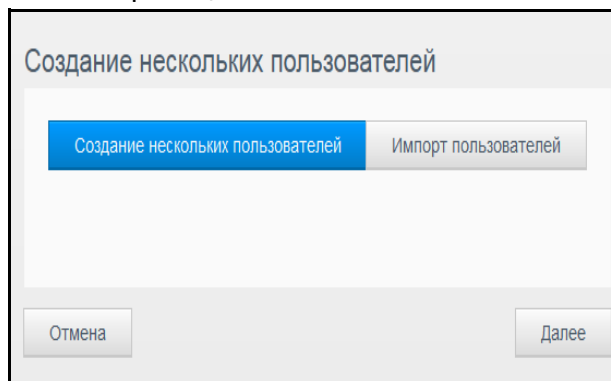 Создание нескольких пользователей
Создание нескольких пользователей Импорт пользователей
Отмена Далее